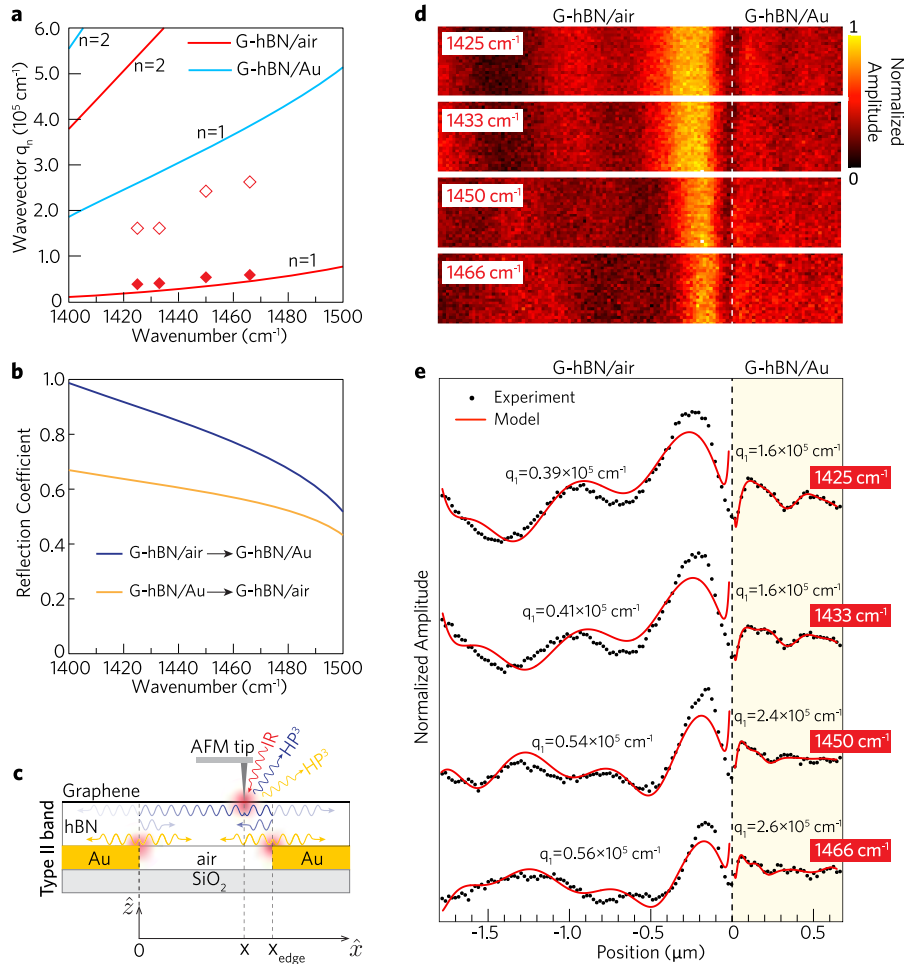 a
6.0
5.0
4.0
3.0
2.0
1.0
0
Wavevector qₙ (10⁵ cm⁻¹)
G-hBN/air
G-hBN/Au
n=2
n=2
n=1
n=1
1400 1420 1440 1460 1480 1500
Wavenumber (cm⁻¹)
b
1.0
0.8
0.6
0.4
0.2
0
Reflection Coefficient
G-hBN/air → G-hBN/Au
G-hBN/Au → G-hBN/air
1400 1420 1440 1460 1480 1500
Wavenumber (cm⁻¹)
c
AFM tip
IR
HP³
HP³
Graphene
hBN
Type II band
Au
air
Au
SiO₂
ẑ
0
x
x_edge
x̂
d
G-hBN/air
G-hBN/Au
1425 cm⁻¹
1433 cm⁻¹
1450 cm⁻¹
1466 cm⁻¹
1
0
Normalized
Amplitude
e
G-hBN/air
G-hBN/Au
Experiment
Model
q₁=0.39×10⁵ cm⁻¹
q₁=1.6×10⁵ cm⁻¹
1425 cm⁻¹
q₁=0.41×10⁵ cm⁻¹
q₁=1.6×10⁵ cm⁻¹
1433 cm⁻¹
q₁=0.54×10⁵ cm⁻¹
q₁=2.4×10⁵ cm⁻¹
1450 cm⁻¹
q₁=0.56×10⁵ cm⁻¹
q₁=2.6×10⁵ cm⁻¹
1466 cm⁻¹
Normalized Amplitude
-1.5 -1.0 -0.5 0 0.5
Position (μm)